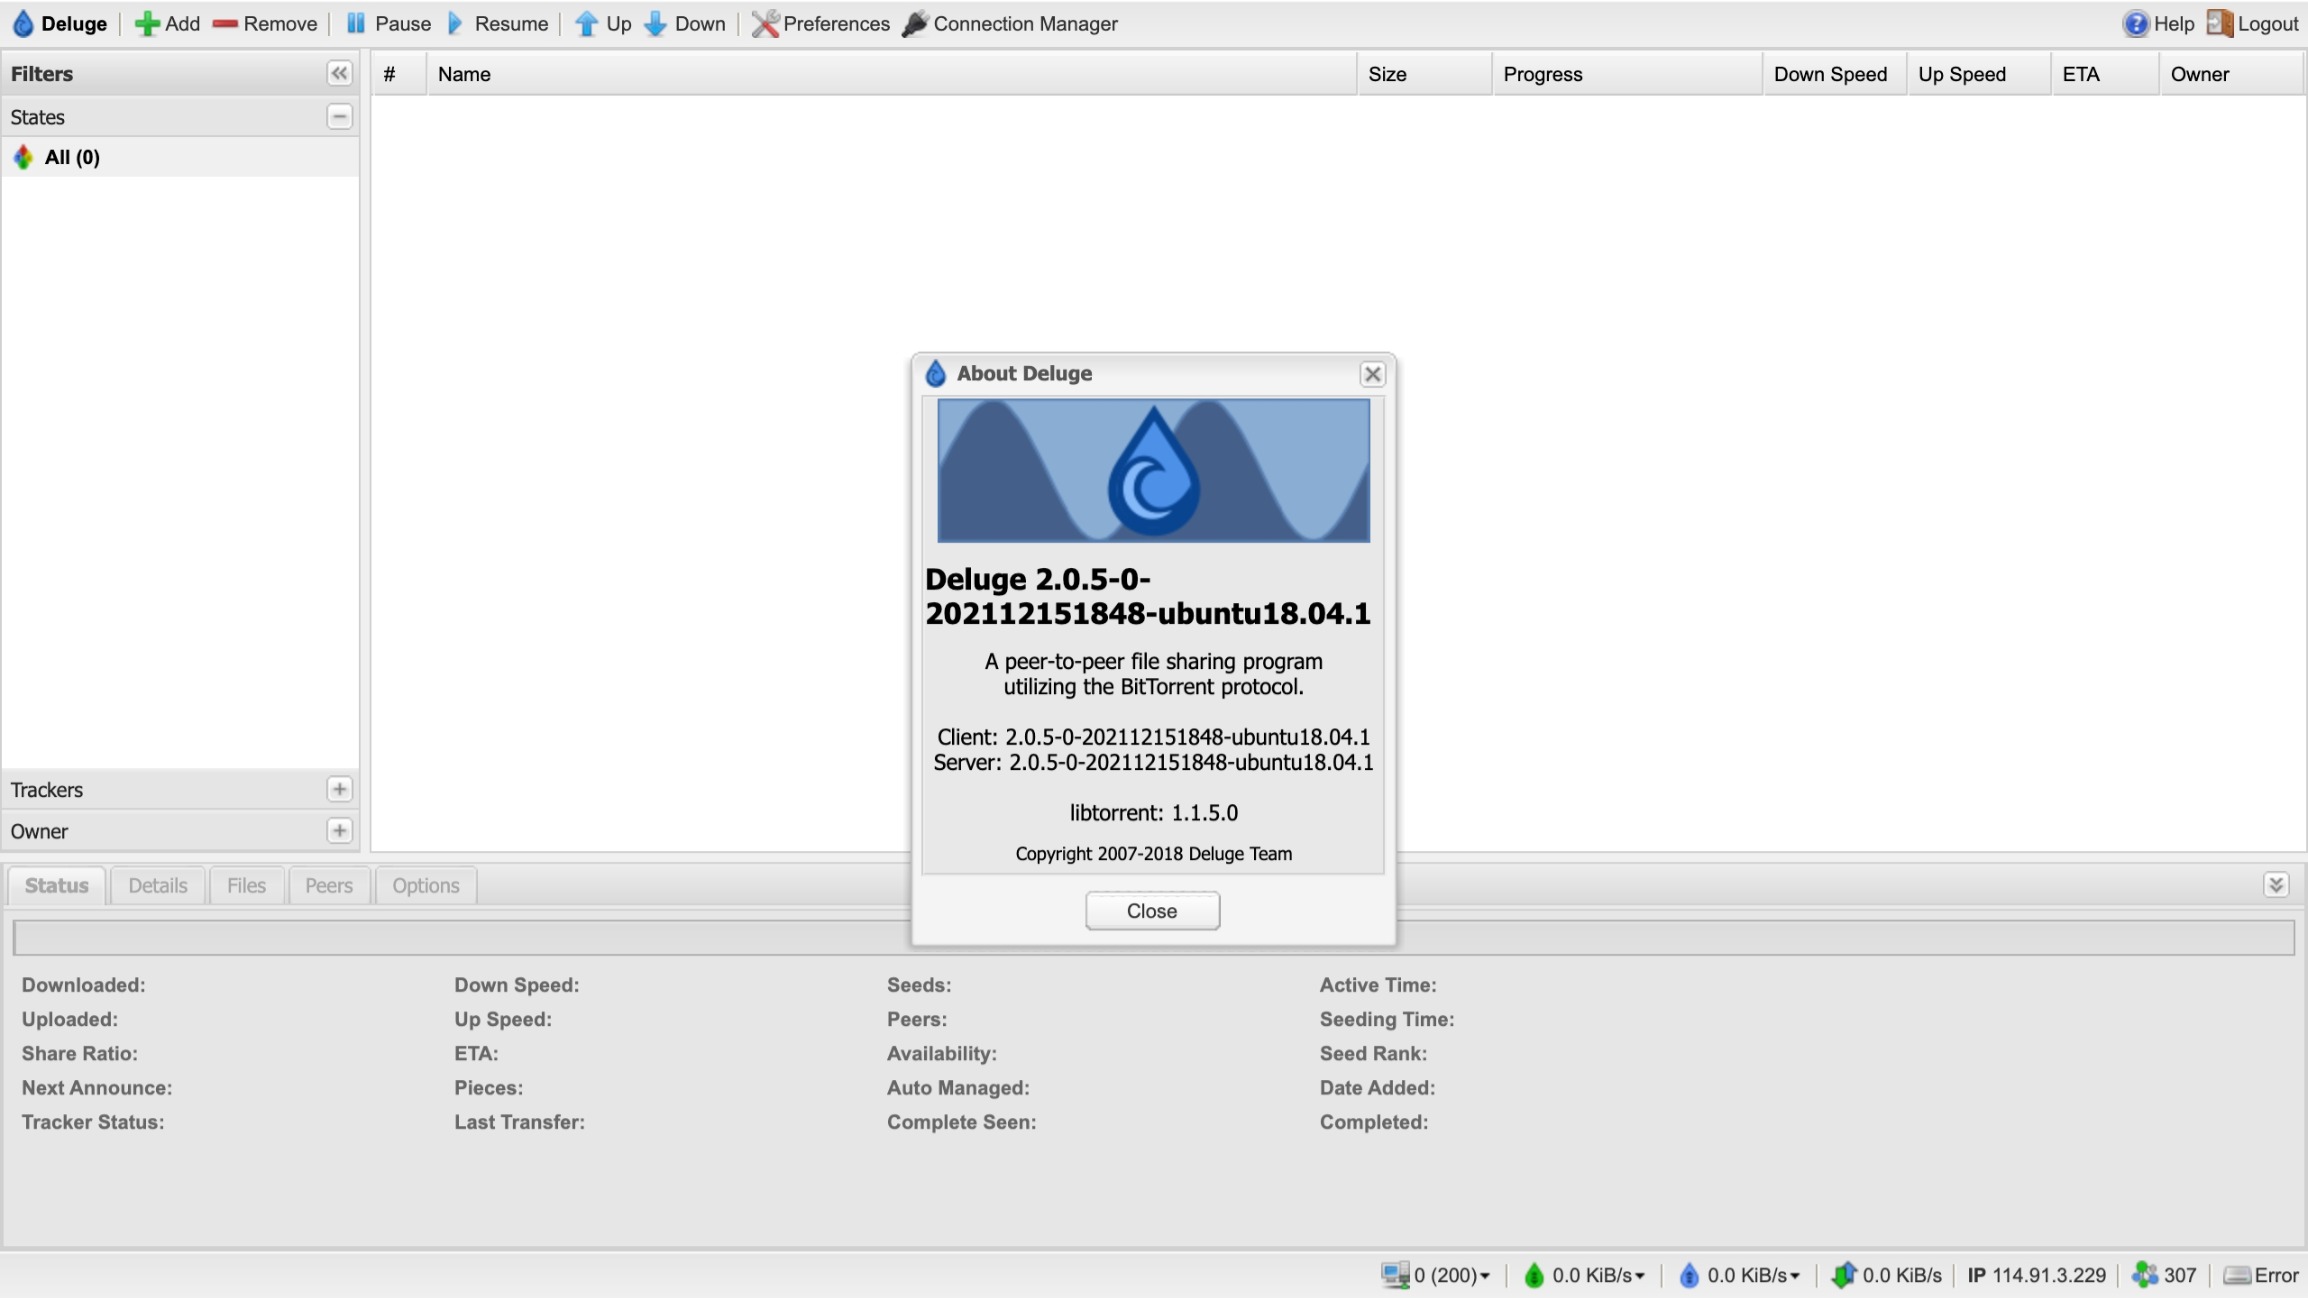 Deluge Add Remove Pause Resume Up Down Preferences Connection Manager Help Logout
Filters
States
All (0)
Trackers
Owner
# Name Size Progress Down Speed Up Speed ETA Owner
About Deluge
Deluge 2.0.5-0-
202112151848-ubuntu18.04.1
A peer-to-peer file sharing program
utilizing the BitTorrent protocol.
Client: 2.0.5-0-202112151848-ubuntu18.04.1
Server: 2.0.5-0-202112151848-ubuntu18.04.1
libtorrent: 1.1.5.0
Copyright 2007-2018 Deluge Team
Close
Status Details Files Peers Options
Downloaded: Down Speed: Seeds: Active Time:
Uploaded: Up Speed: Peers: Seeding Time:
Share Ratio: ETA: Availability: Seed Rank:
Next Announce: Pieces: Auto Managed: Date Added:
Tracker Status: Last Transfer: Complete Seen: Completed:
0 (200) 0.0 KiB/s 0.0 KiB/s 0.0 KiB/s IP 114.91.3.229 307 Error